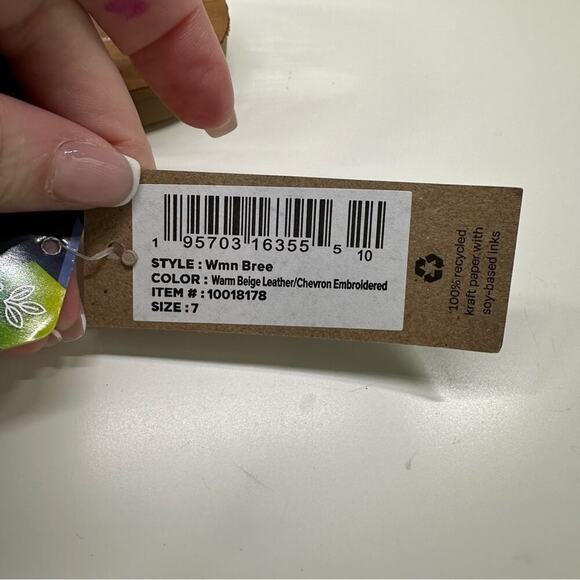 1 95703 16355 5 10
STYLE : Wmn Bree
COLOR : Warm Beige Leather/Chevron Embroidered
ITEM # : 10018178
SIZE : 7
*100% recycled
kraft paper with
soy-based inks